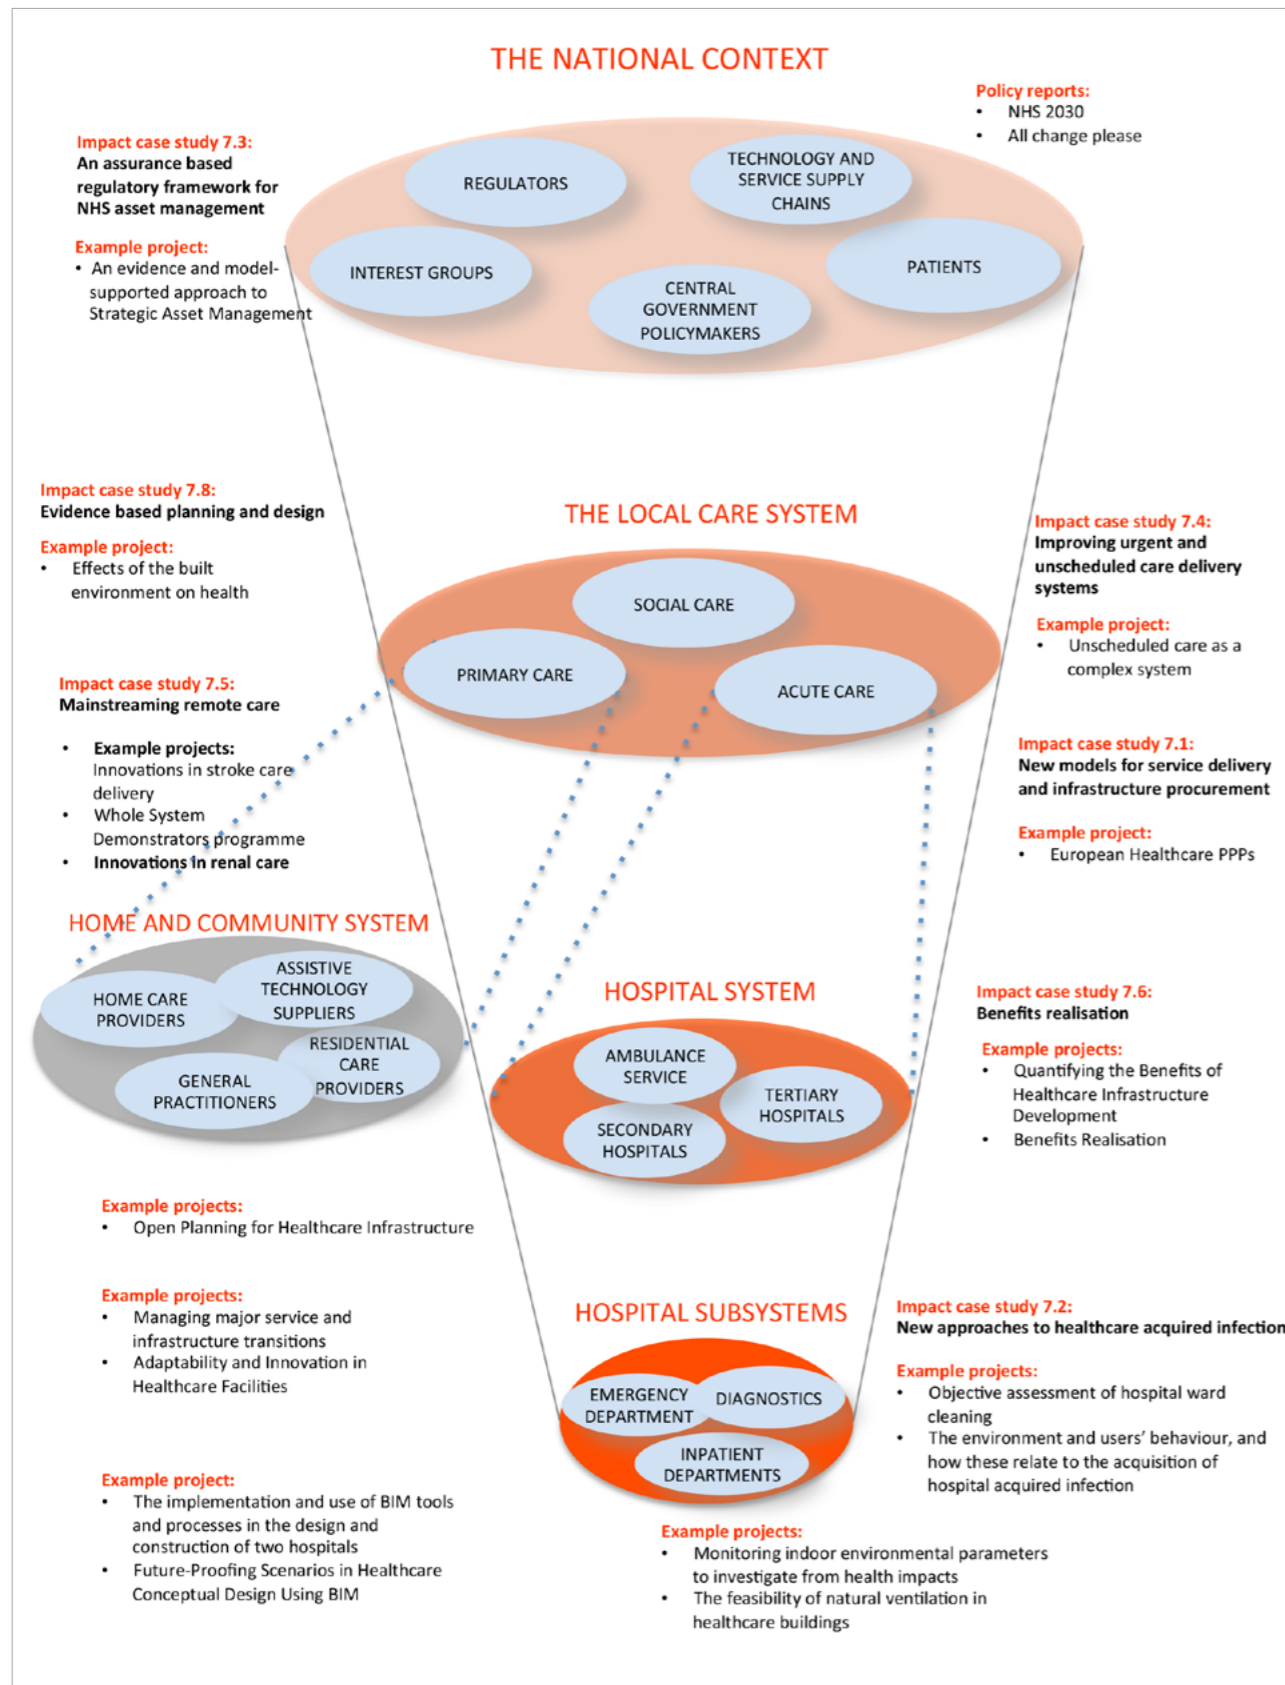 THE NATIONAL CONTEXT
Policy reports:
• NHS 2030
• All change please
Impact case study 7.3:
An assurance based
regulatory framework for
NHS asset management
Example project:
• An evidence and model-
supported approach to
Strategic Asset Management
REGULATORS
TECHNOLOGY AND
SERVICE SUPPLY
CHAINS
INTEREST GROUPS
CENTRAL
GOVERNMENT
POLICYMAKERS
PATIENTS
Impact case study 7.8:
Evidence based planning and design
Example project:
• Effects of the built
environment on health
THE LOCAL CARE SYSTEM
SOCIAL CARE
PRIMARY CARE
ACUTE CARE
Impact case study 7.4:
Improving urgent and
unscheduled care delivery
systems
Example project:
• Unscheduled care as a
complex system
Impact case study 7.5:
Mainstreaming remote care
• Example projects:
Innovations in stroke care
delivery
• Whole System
Demonstrators programme
• Innovations in renal care
Impact case study 7.1:
New models for service delivery
and infrastructure procurement
Example project:
• European Healthcare PPPs
HOME AND COMMUNITY SYSTEM
HOME CARE
PROVIDERS
ASSISTIVE
TECHNOLOGY
SUPPLIERS
GENERAL
PRACTITIONERS
RESIDENTIAL
CARE
PROVIDERS
HOSPITAL SYSTEM
AMBULANCE
SERVICE
TERTIARY
HOSPITALS
SECONDARY
HOSPITALS
Impact case study 7.6:
Benefits realisation
Example projects:
• Quantifying the Benefits of
Healthcare Infrastructure
Development
• Benefits Realisation
Example projects:
• Open Planning for Healthcare Infrastructure
Example projects:
• Managing major service and
infrastructure transitions
• Adaptability and Innovation in
Healthcare Facilities
HOSPITAL SUBSYSTEMS
EMERGENCY
DEPARTMENT
DIAGNOSTICS
INPATIENT
DEPARTMENTS
Impact case study 7.2:
New approaches to healthcare acquired infection
Example projects:
• Objective assessment of hospital ward
cleaning
• The environment and users' behaviour, and
how these relate to the acquisition of
hospital acquired infection
Example project:
• The implementation and use of BIM tools
and processes in the design and
construction of two hospitals
• Future-Proofing Scenarios in Healthcare
Conceptual Design Using BIM
Example projects:
• Monitoring indoor environmental parameters
to investigate from health impacts
• The feasibility of natural ventilation in
healthcare buildings